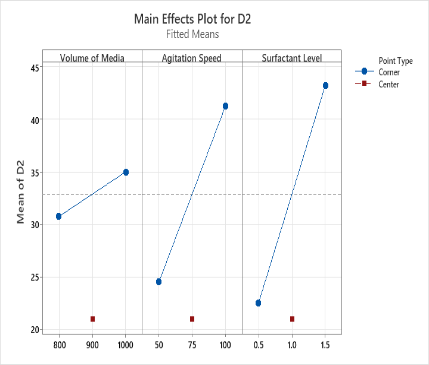 Main Effects Plot for D2
Fitted Means
Volume of Media Agitation Speed Surfactant Level
Point Type
Corner
Center
Mean of D2
45
40
35
30
25
20
800 900 1000 50 75 100 0.5 1.0 1.5